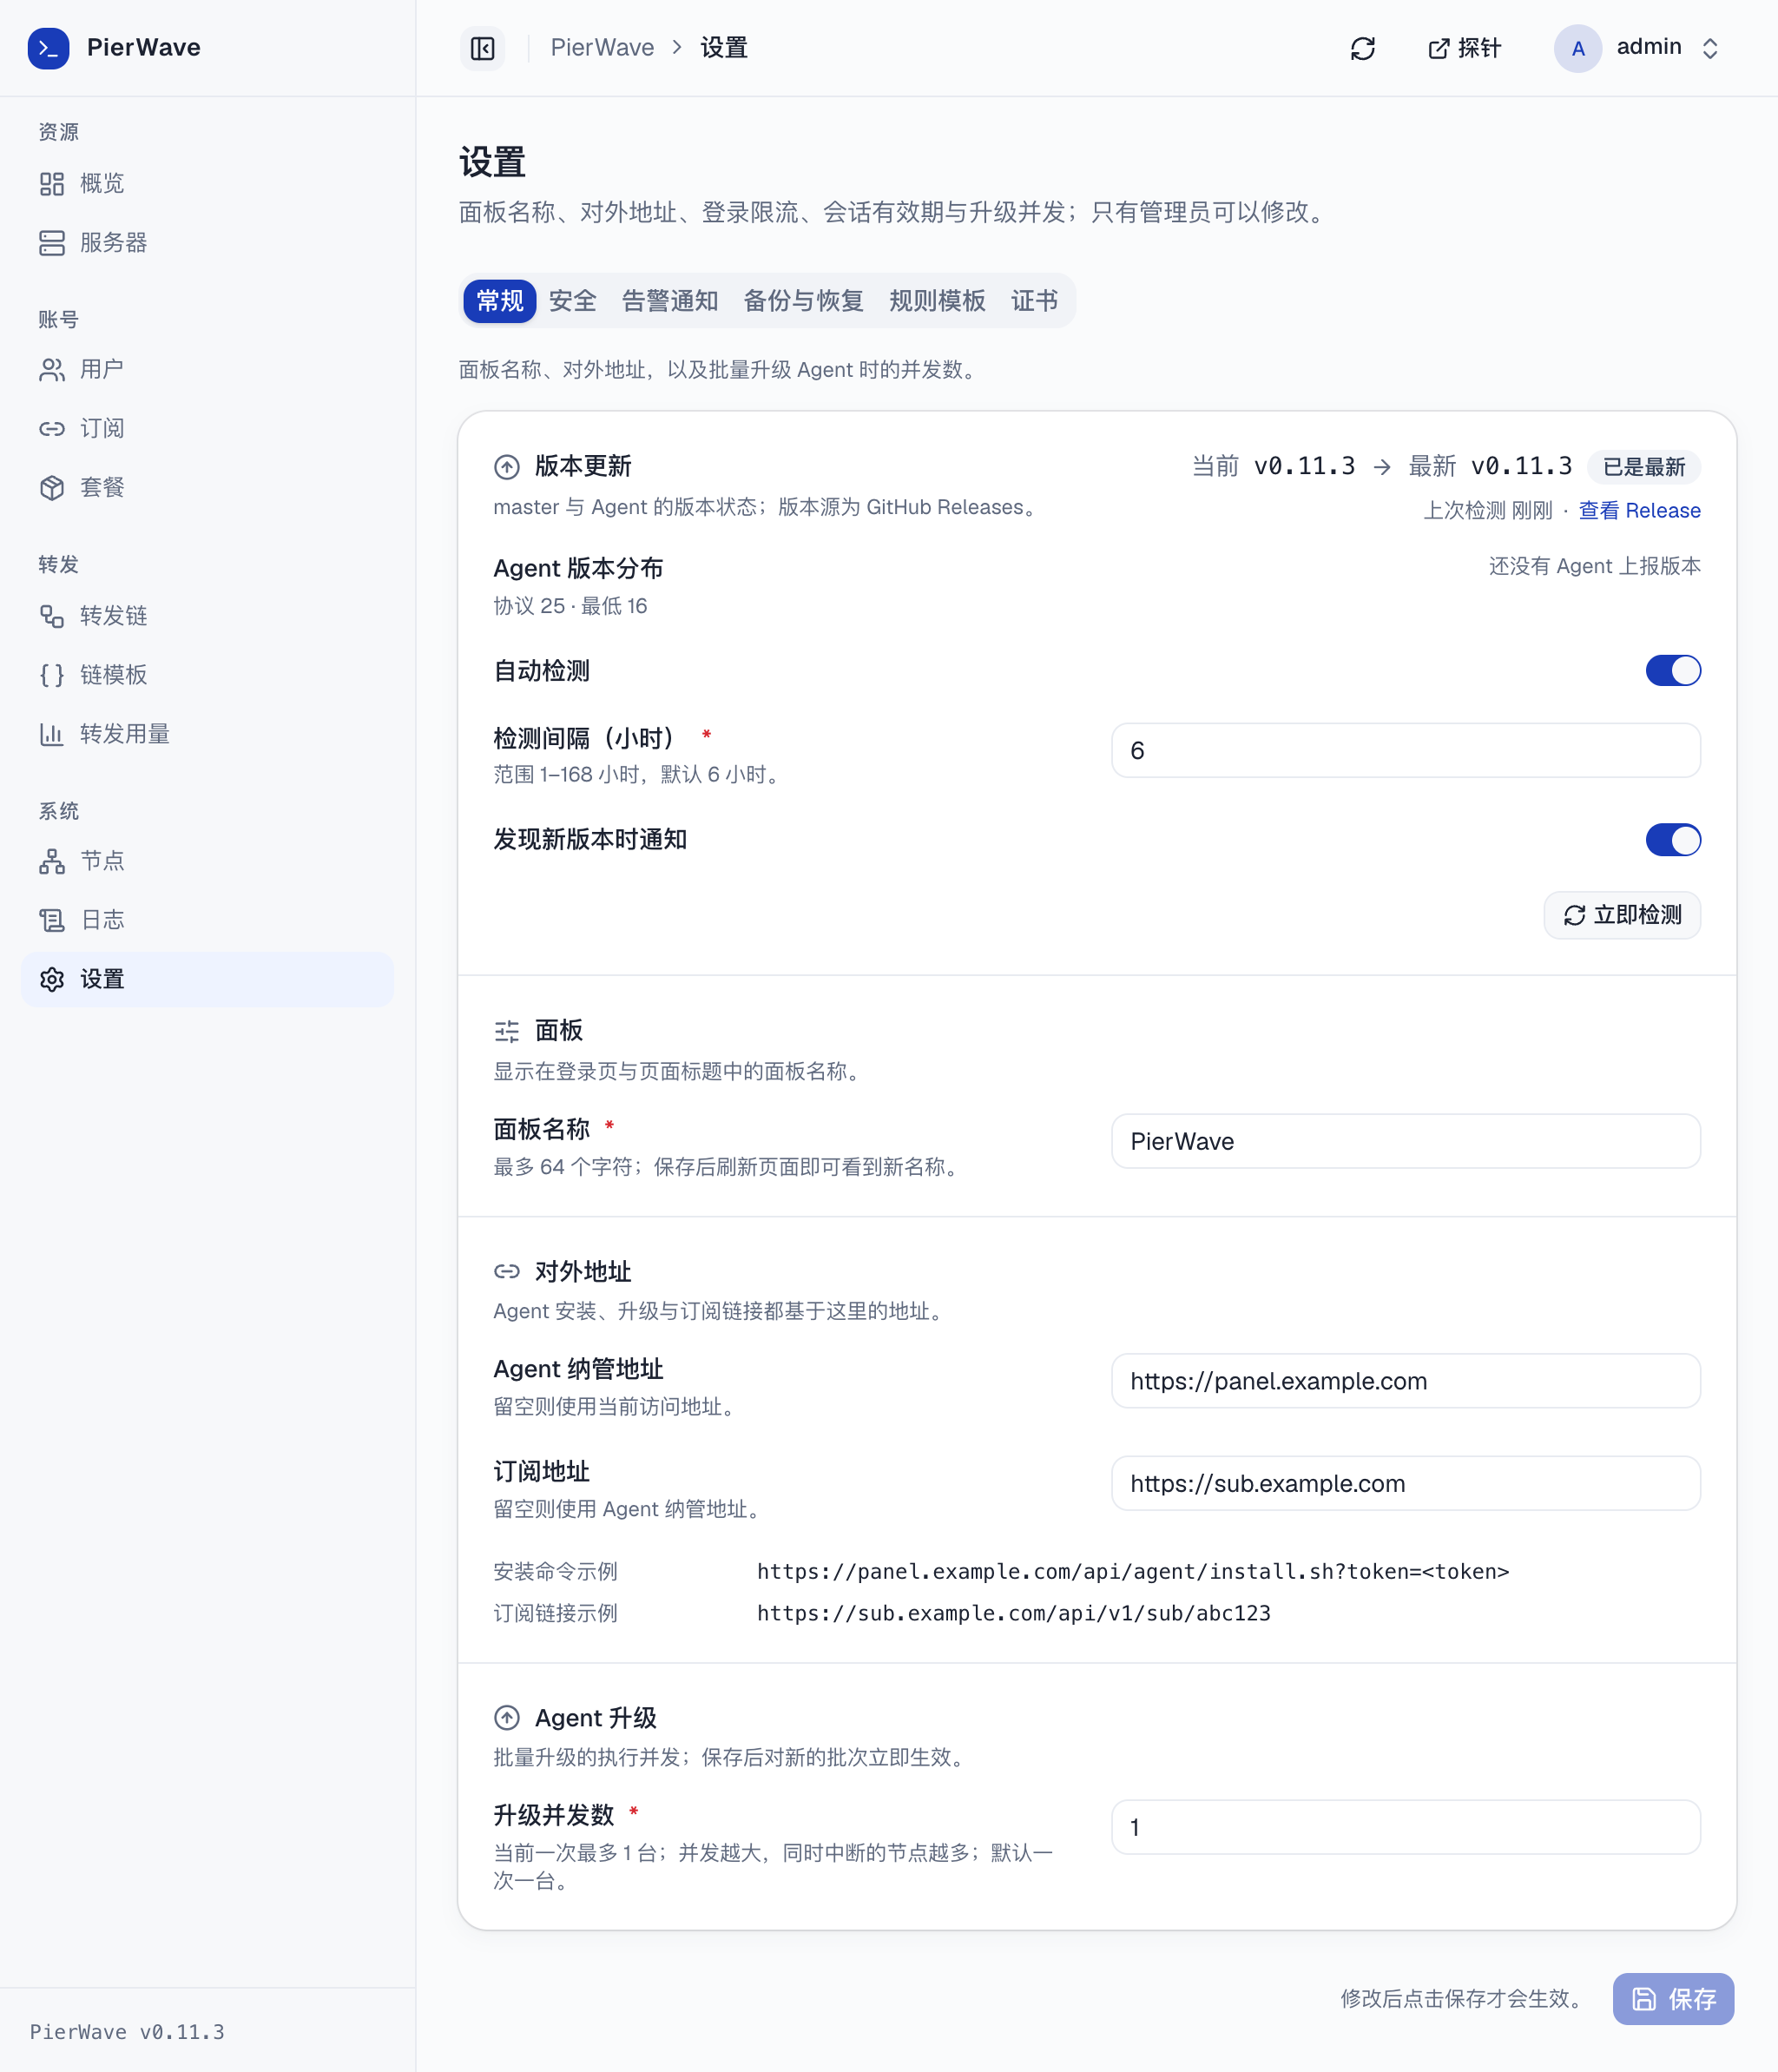 PierWave
PierWave > 设置
探针
A
admin
资源
概览
服务器
账号
用户
订阅
套餐
转发
转发链
链模板
转发用量
系统
节点
日志
设置
PierWave v0.11.3
设置
面板名称、对外地址、登录限流、会话有效期与升级并发；只有管理员可以修改。
常规 安全 告警通知 备份与恢复 规则模板 证书
面板名称、对外地址，以及批量升级 Agent 时的并发数。
版本更新
当前 v0.11.3 → 最新 v0.11.3 已是最新
master 与 Agent 的版本状态；版本源为 GitHub Releases。
上次检测 刚刚 · 查看 Release
Agent 版本分布
还没有 Agent 上报版本
协议 25 · 最低 16
自动检测
检测间隔（小时） *
6
范围 1–168 小时，默认 6 小时。
发现新版本时通知
立即检测
面板
显示在登录页与页面标题中的面板名称。
面板名称 *
PierWave
最多 64 个字符；保存后刷新页面即可看到新名称。
对外地址
Agent 安装、升级与订阅链接都基于这里的地址。
Agent 纳管地址
https://panel.example.com
留空则使用当前访问地址。
订阅地址
https://sub.example.com
留空则使用 Agent 纳管地址。
安装命令示例 https://panel.example.com/api/agent/install.sh?token=<token>
订阅链接示例 https://sub.example.com/api/v1/sub/abc123
Agent 升级
批量升级的执行并发；保存后对新的批次立即生效。
升级并发数 *
1
当前一次最多 1 台；并发越大，同时中断的节点越多；默认一
次一台。
修改后点击保存才会生效。
保存